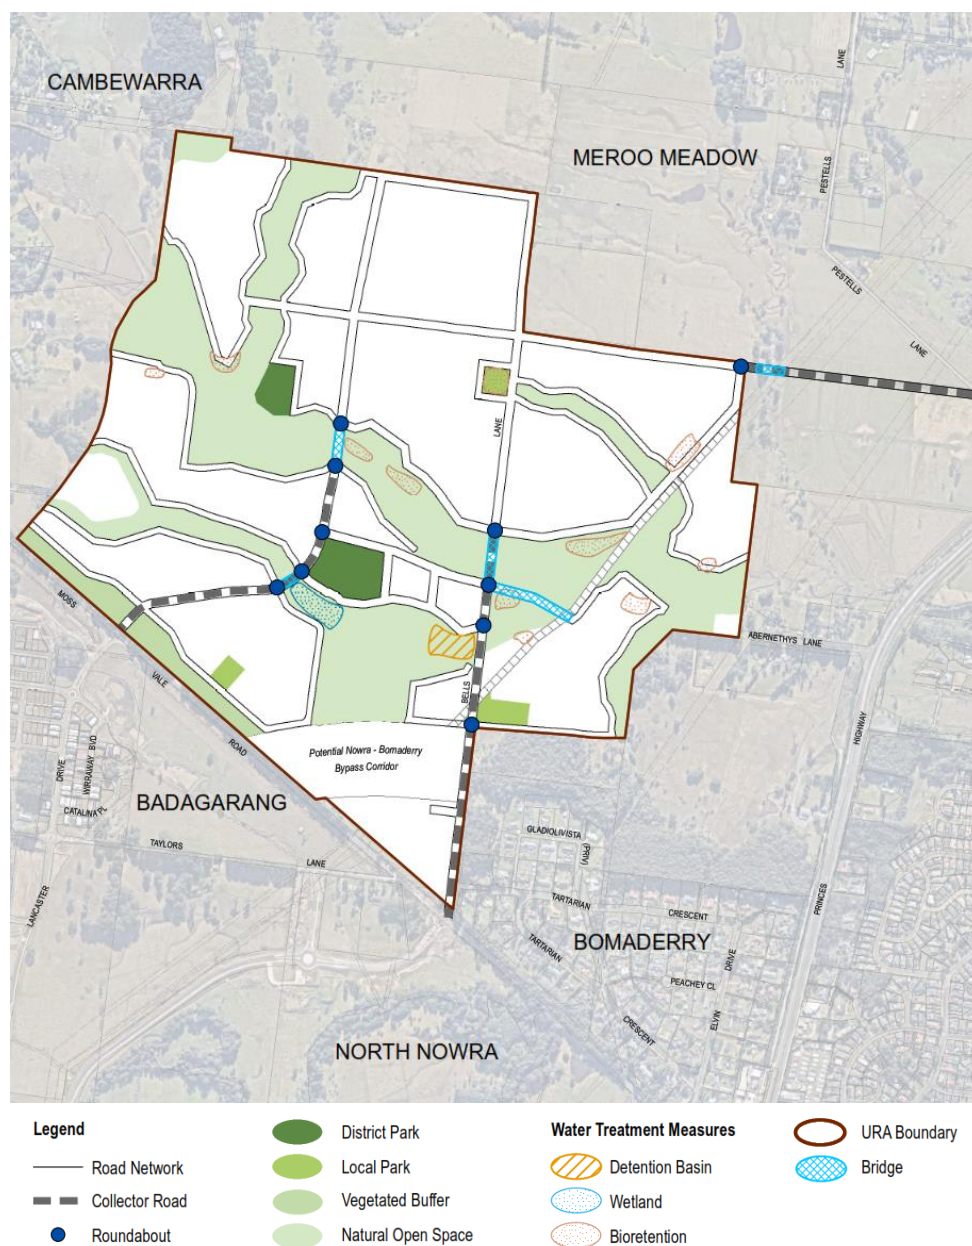 CAMBEWARRA
MEROO MEADOW
LANE
PESTELLS
PESTELLS
LANE
LANE
MOSS
VALE
ROAD
ABERNETHYS LANE
BELLS
HIGHWAY
Potential Nowra - Bomaderry
Bypass Corridor
DRIVE
WIRRAWAY BVD
CATALINA PL
BADAGARANG
TAYLORS
LANE
LANCASTER
GLADIOLIVISTA
(PRIV)
TARTARIAN
CRESCENT
PRINCES
TARTARIAN
BOMADERRY
DRIVE
PEACHEY CL
CRESCENT
ELVIN
NORTH NOWRA
Legend
Road Network
Collector Road
Roundabout
District Park
Local Park
Vegetated Buffer
Natural Open Space
Water Treatment Measures
Detention Basin
Wetland
Bioretention
URA Boundary
Bridge